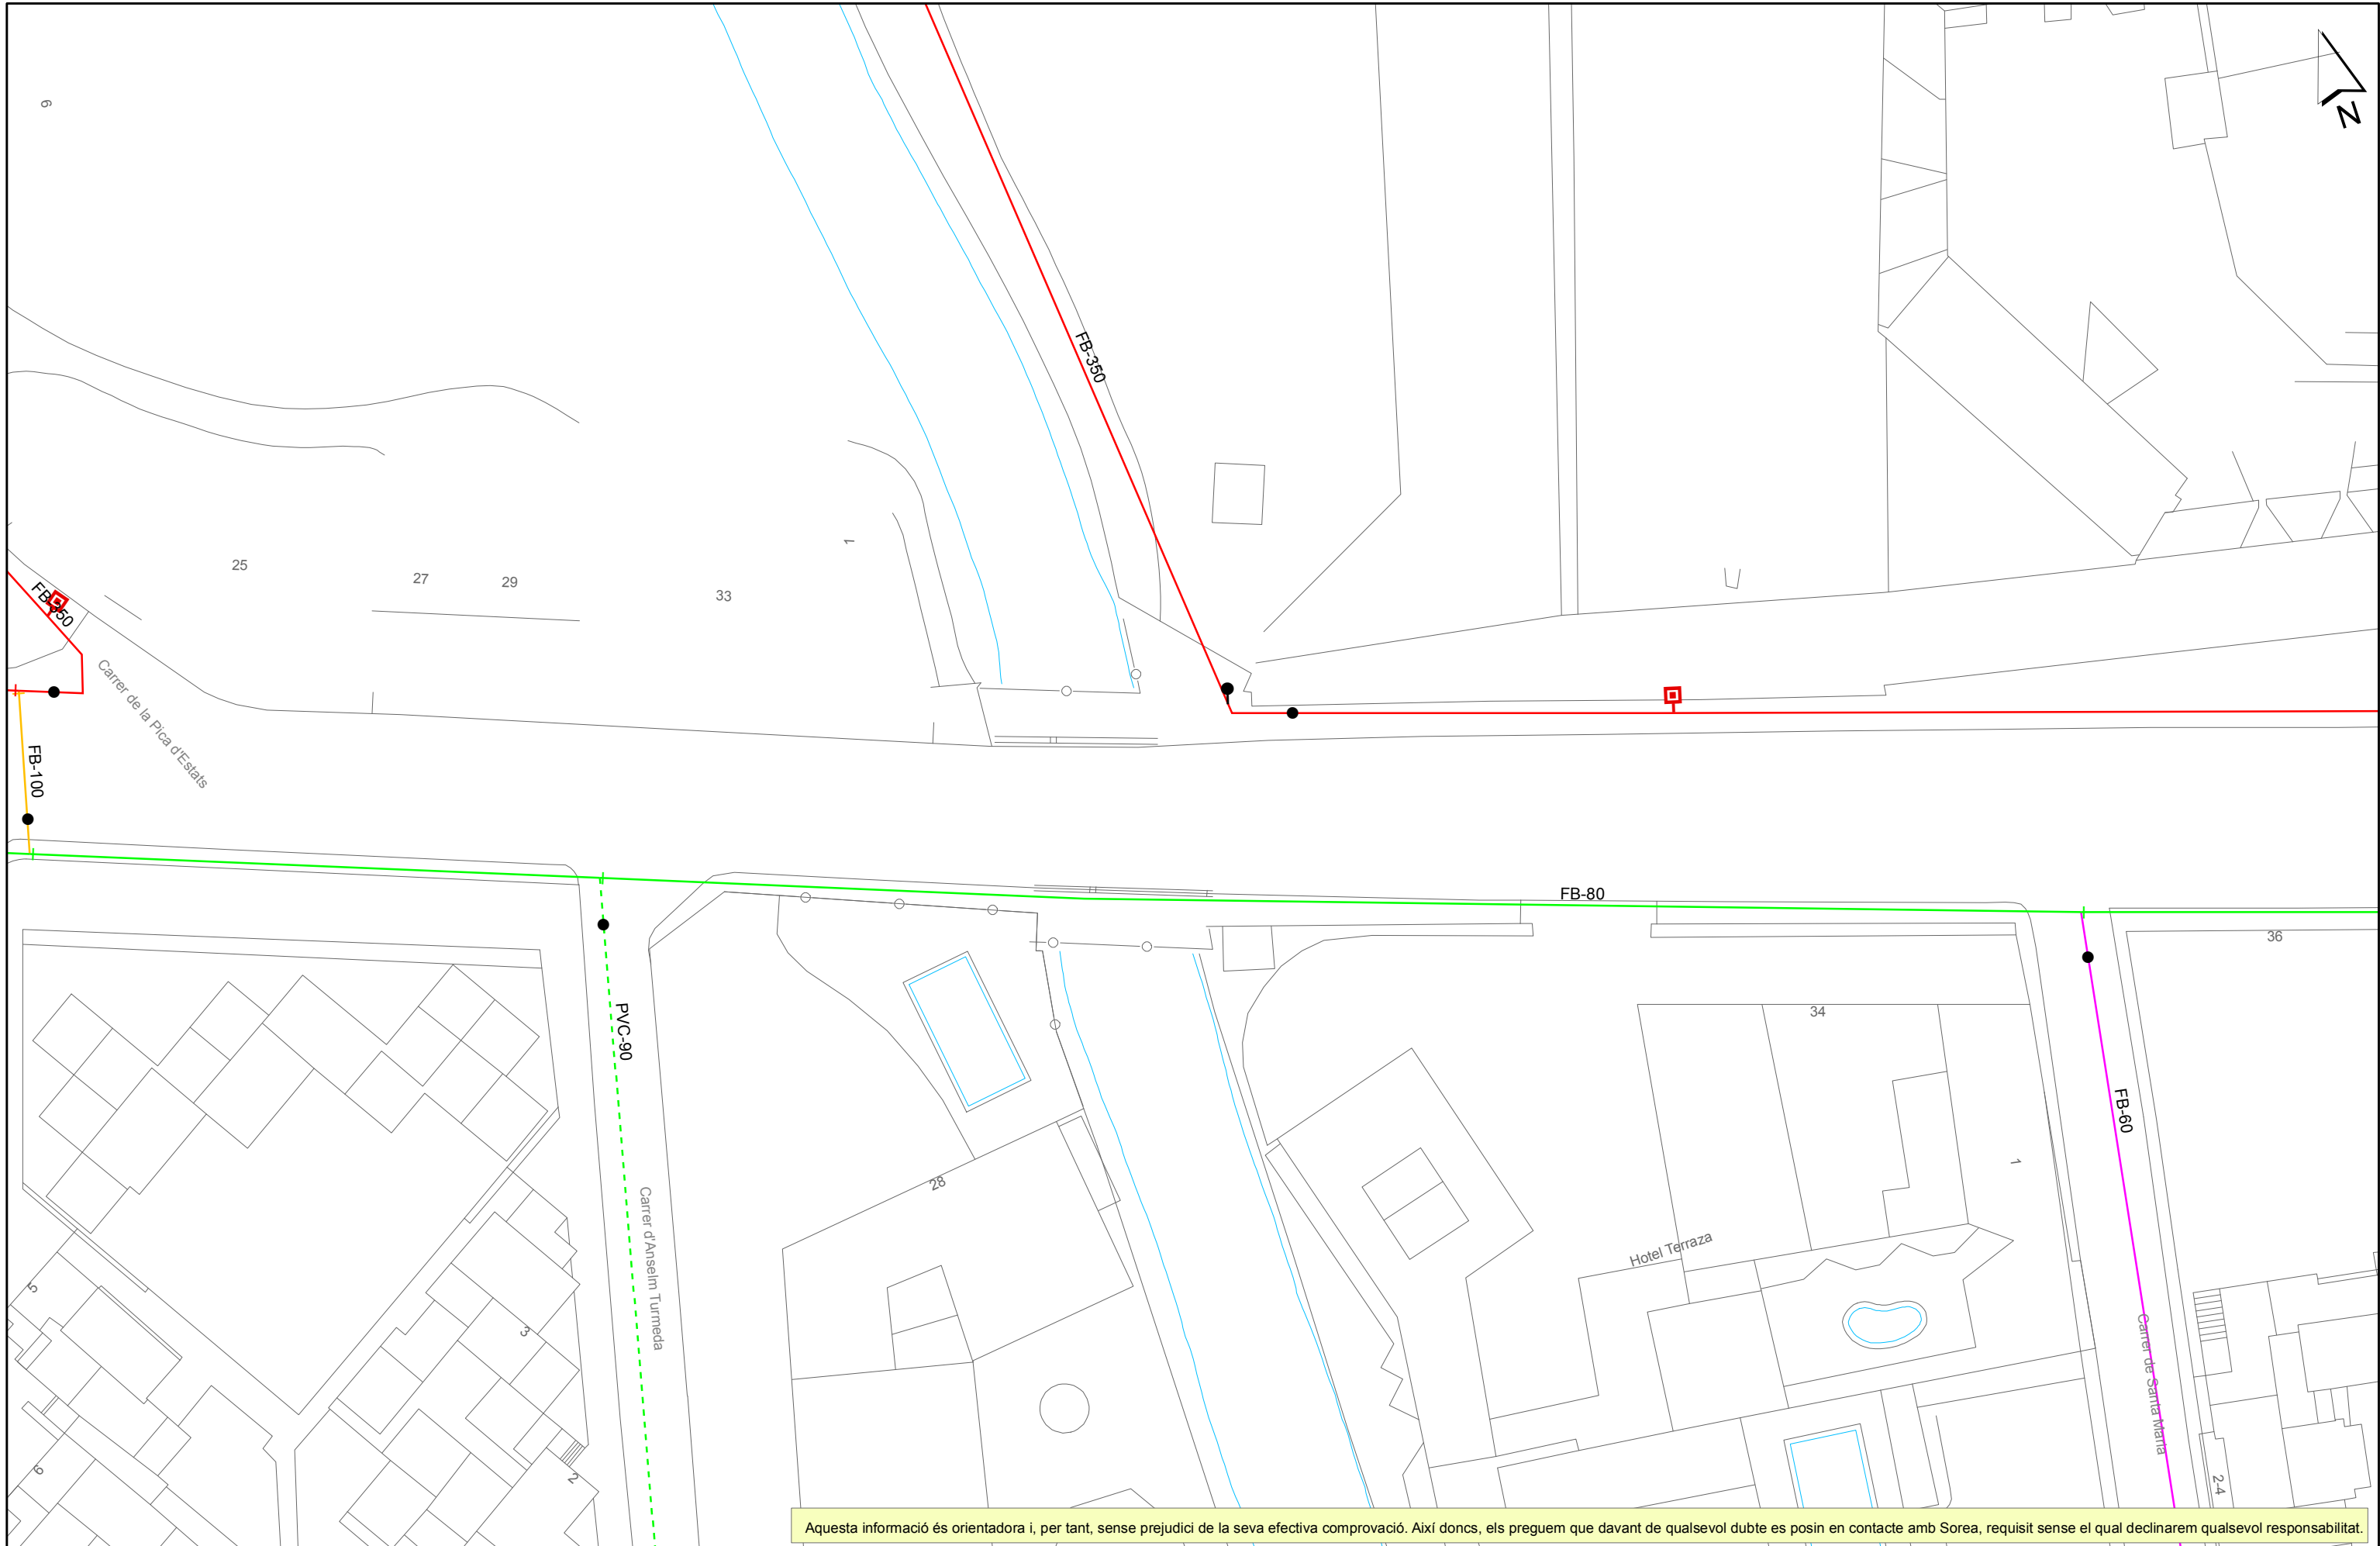 6
N
FB-350
25
27
29
33
1
FB-350
Carrer de la Pica d'Estats
FB-100
FB-80
36
PVC-90
34
FB-60
1
28
Carrer d'Anselm Turmeda
Hotel Terraza
5
3
Carrer de Santa Maria
6
2
2-4
Aquesta informació és orientadora i, per tant, sense prejudici de la seva efectiva comprovació. Així doncs, els preguem que davant de qualsevol dubte es posin en contacte amb Sorea, requisit sense el qual declinarem qualsevol responsabilitat.